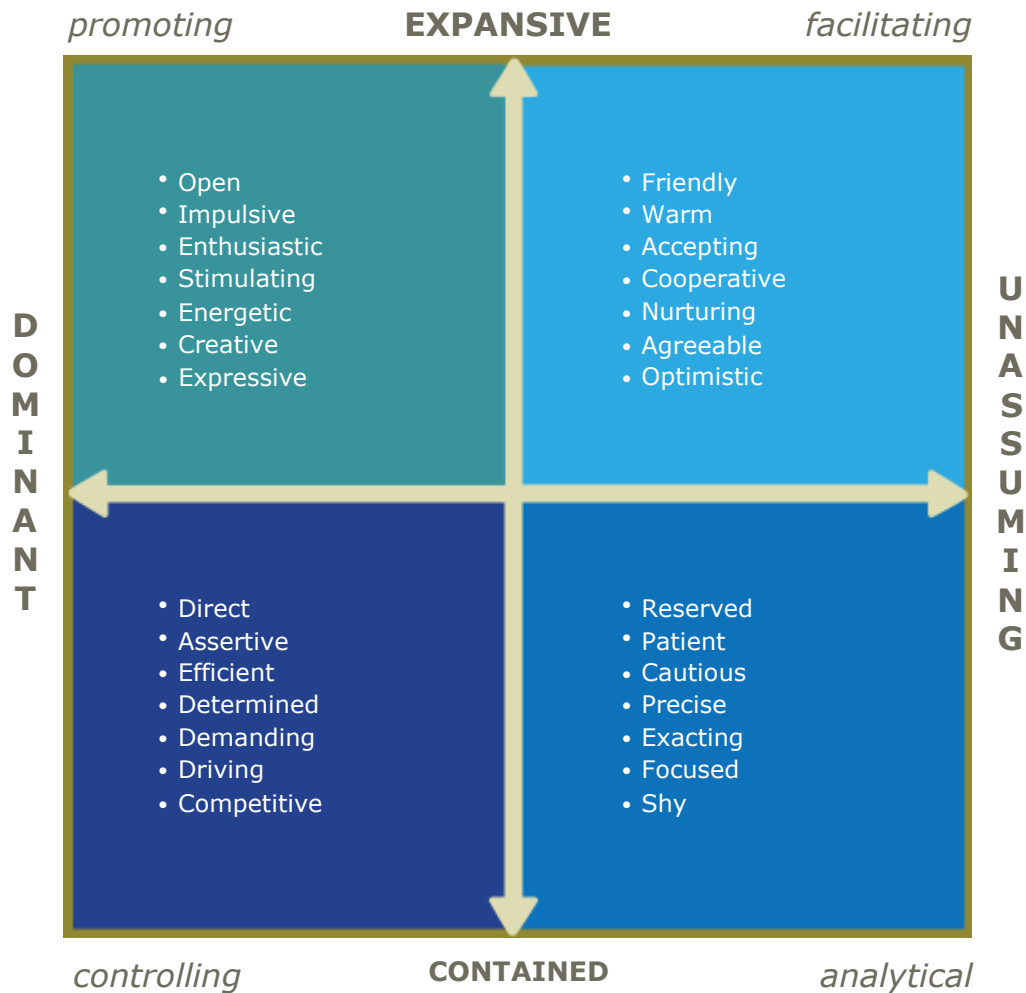 promoting EXPANSIVE facilitating
• Open
• Impulsive
• Enthusiastic
• Stimulating
• Energetic
• Creative
• Expressive
• Friendly
• Warm
• Accepting
• Cooperative
• Nurturing
• Agreeable
• Optimistic
DOMINANT
UNASSUMING
• Direct
• Assertive
• Efficient
• Determined
• Demanding
• Driving
• Competitive
• Reserved
• Patient
• Cautious
• Precise
• Exacting
• Focused
• Shy
controlling CONTAINED analytical